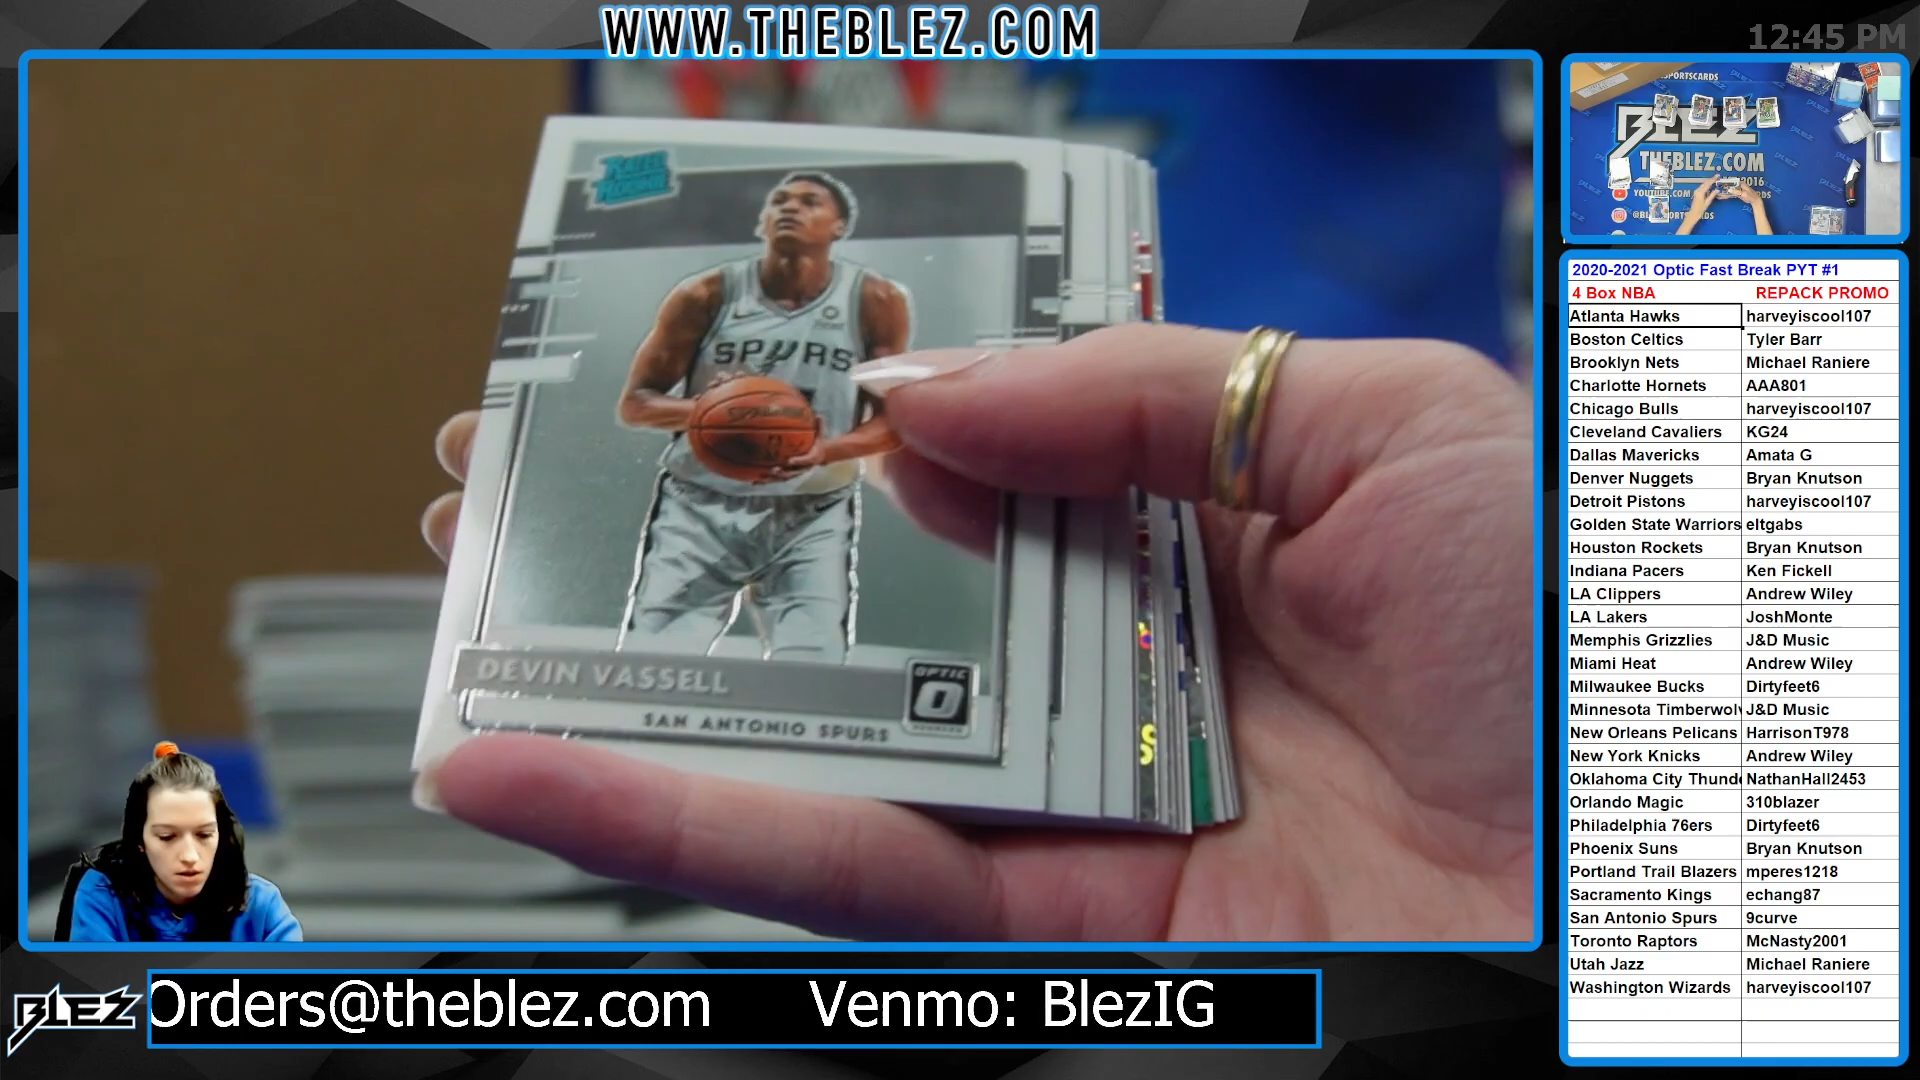 WWW.THEBLEZ.COM
12:45 PM
RATED
ROOKIE
SPURS
SPALDING
DEVIN VASSELL
OPTIC
SAN ANTONIO SPURS
SPORTSCARDS
BLEZ
THEBLEZ.COM
2016
2020-2021 Optic Fast Break PYT #1
4 Box NBA REPACK PROMO
Atlanta Hawks harveyiscool107
Boston Celtics Tyler Barr
Brooklyn Nets Michael Raniere
Charlotte Hornets AAA801
Chicago Bulls harveyiscool107
Cleveland Cavaliers KG24
Dallas Mavericks Amata G
Denver Nuggets Bryan Knutson
Detroit Pistons harveyiscool107
Golden State Warriors eltgabs
Houston Rockets Bryan Knutson
Indiana Pacers Ken Fickell
LA Clippers Andrew Wiley
LA Lakers JoshMonte
Memphis Grizzlies J&D Music
Miami Heat Andrew Wiley
Milwaukee Bucks Dirtyfeet6
Minnesota Timberwolv J&D Music
New Orleans Pelicans HarrisonT978
New York Knicks Andrew Wiley
Oklahoma City Thunde NathanHall2453
Orlando Magic 310blazer
Philadelphia 76ers Dirtyfeet6
Phoenix Suns Bryan Knutson
Portland Trail Blazers mperes1218
Sacramento Kings echang87
San Antonio Spurs 9curve
Toronto Raptors McNasty2001
Utah Jazz Michael Raniere
Washington Wizards harveyiscool107
BLEZ
Orders@theblez.com Venmo: BlezIG